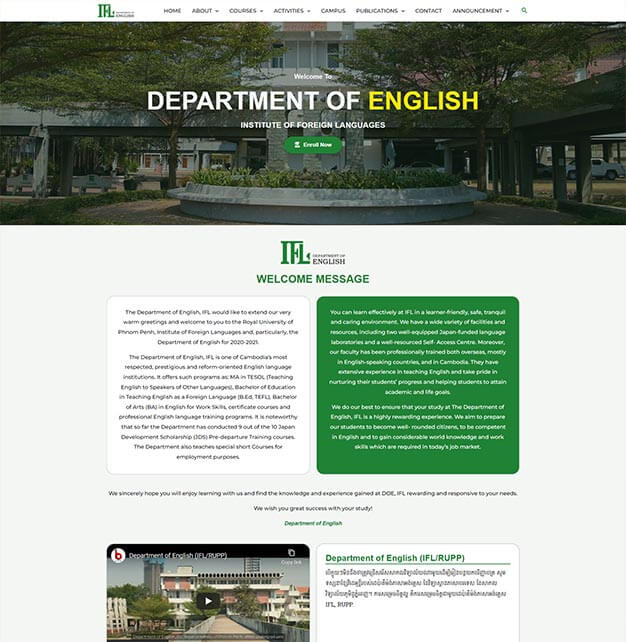 IFL DEPARTMENT OF ENGLISH
HOME ABOUT COURSES ACTIVITIES CAMPUS PUBLICATIONS CONTACT ANNOUNCEMENT
Welcome To
DEPARTMENT OF ENGLISH
INSTITUTE OF FOREIGN LANGUAGES
Enroll Now
IFL DEPARTMENT OF
ENGLISH
WELCOME MESSAGE
The Department of English, IFL would like to extend our very
warm greetings and welcome you to the Royal University of
Phnom Penh, Institute of Foreign Languages and, particularly, the
Department of English for 2020-2021.
The Department of English, IFL is one of Cambodia's most
respected, prestigious and reform-oriented English language
institutions. It offers such programs as: MA in TESOL (Teaching
English to Speakers of Other Languages), Bachelor of Education
in Teaching English as a Foreign Language (B.Ed, TEFL), Bachelor
of Arts (BA) in English for Work Skills, certificate courses and
professional English language training programs. It is noteworthy
that so far the Department has conducted 9 out of the 10 Japan
Development Scholarship (JDS) Pre-departure Training courses.
The Department also teaches special short Courses for
employment purposes.
You can learn effectively at IFL in a learner-friendly, safe, tranquil
and caring environment. We have a wide variety of facilities and
resources, including two well-equipped Japan-funded language
laboratories and a well-resourced Self- Access Centre. Moreover,
our faculty has been professionally trained both overseas, mostly
in English-speaking countries, and in Cambodia. They have
extensive experience in teaching English and take pride in
nurturing their students' progress and helping students to attain
academic and life goals.
We do our best to ensure that your study at The Department of
English, IFL is a highly rewarding experience. We aim to prepare
our students to become well- rounded citizens, to be competent
in English and to gain considerable world knowledge and work
skills which are required in today's job market.
We sincerely hope you will enjoy learning with us and find the knowledge and experience gained at DOE, IFL rewarding and responsive to your needs.
We wish you great success with your study!
Department of English
Department of English (IFL/RUPP)
Copy link
Department of English (IFL/RUPP)
IFL, RUPP.